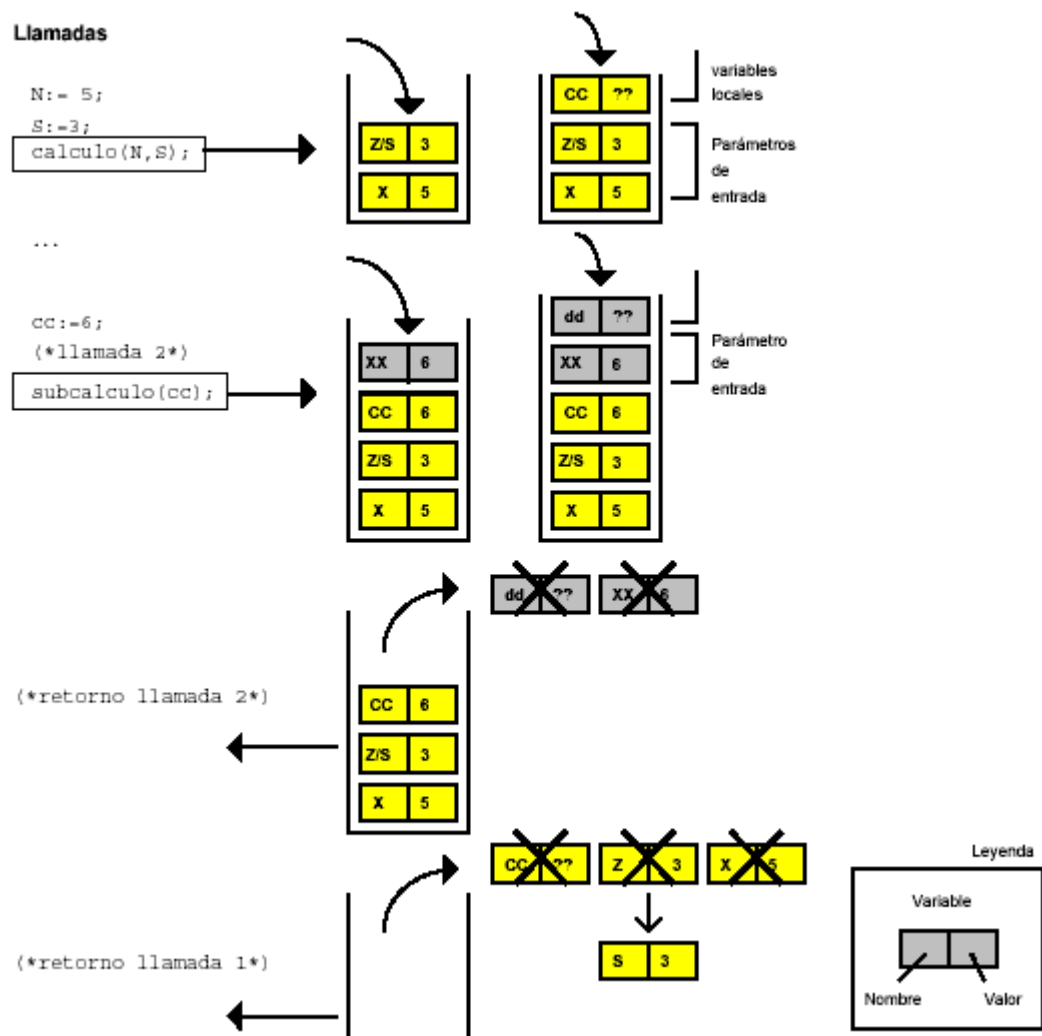 Llamadas
N:= 5;
S:=3;
calculo(N,S);
Z/S 3
X 5
CC ??
Z/S 3
X 5
variables
locales
Parámetros
de
entrada
...
cc:=6;
(*llamada 2*)
subcalculo(cc);
XX 6
CC 6
Z/S 3
X 5
dd ??
XX 6
CC 6
Z/S 3
X 5
Parámetro
de
entrada
dd ?? XX 6
(*retorno llamada 2*)
CC 6
Z/S 3
X 5
CC ?? Z 3 X 5
S 3
(*retorno llamada 1*)
Leyenda
Variable
Nombre Valor